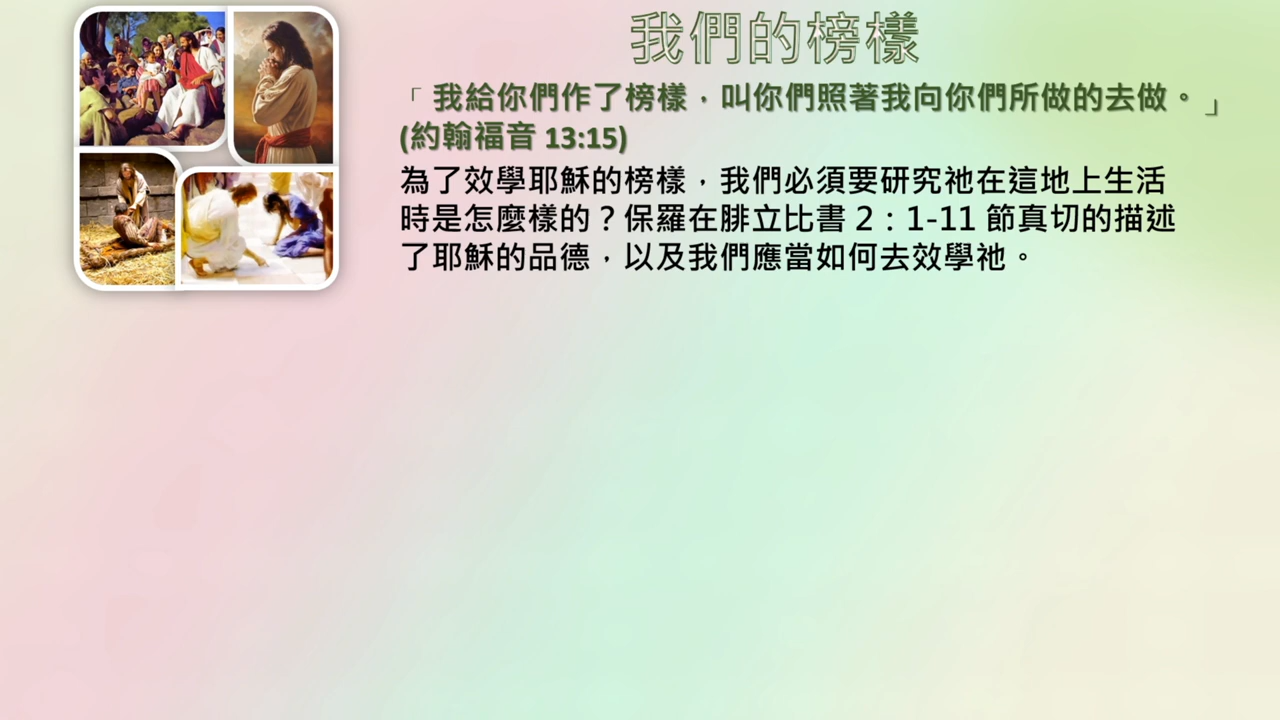 我們的榜樣
「 我給你們作了榜樣，叫你們照著我向你們所做的去做。」
(約翰福音 13:15)
為了效學耶穌的榜樣，我們必須要研究祂在這地上生活
時是怎麼樣的？保羅在腓立比書 2：1-11 節真切的描述
了耶穌的品德，以及我們應當如何去效學祂。